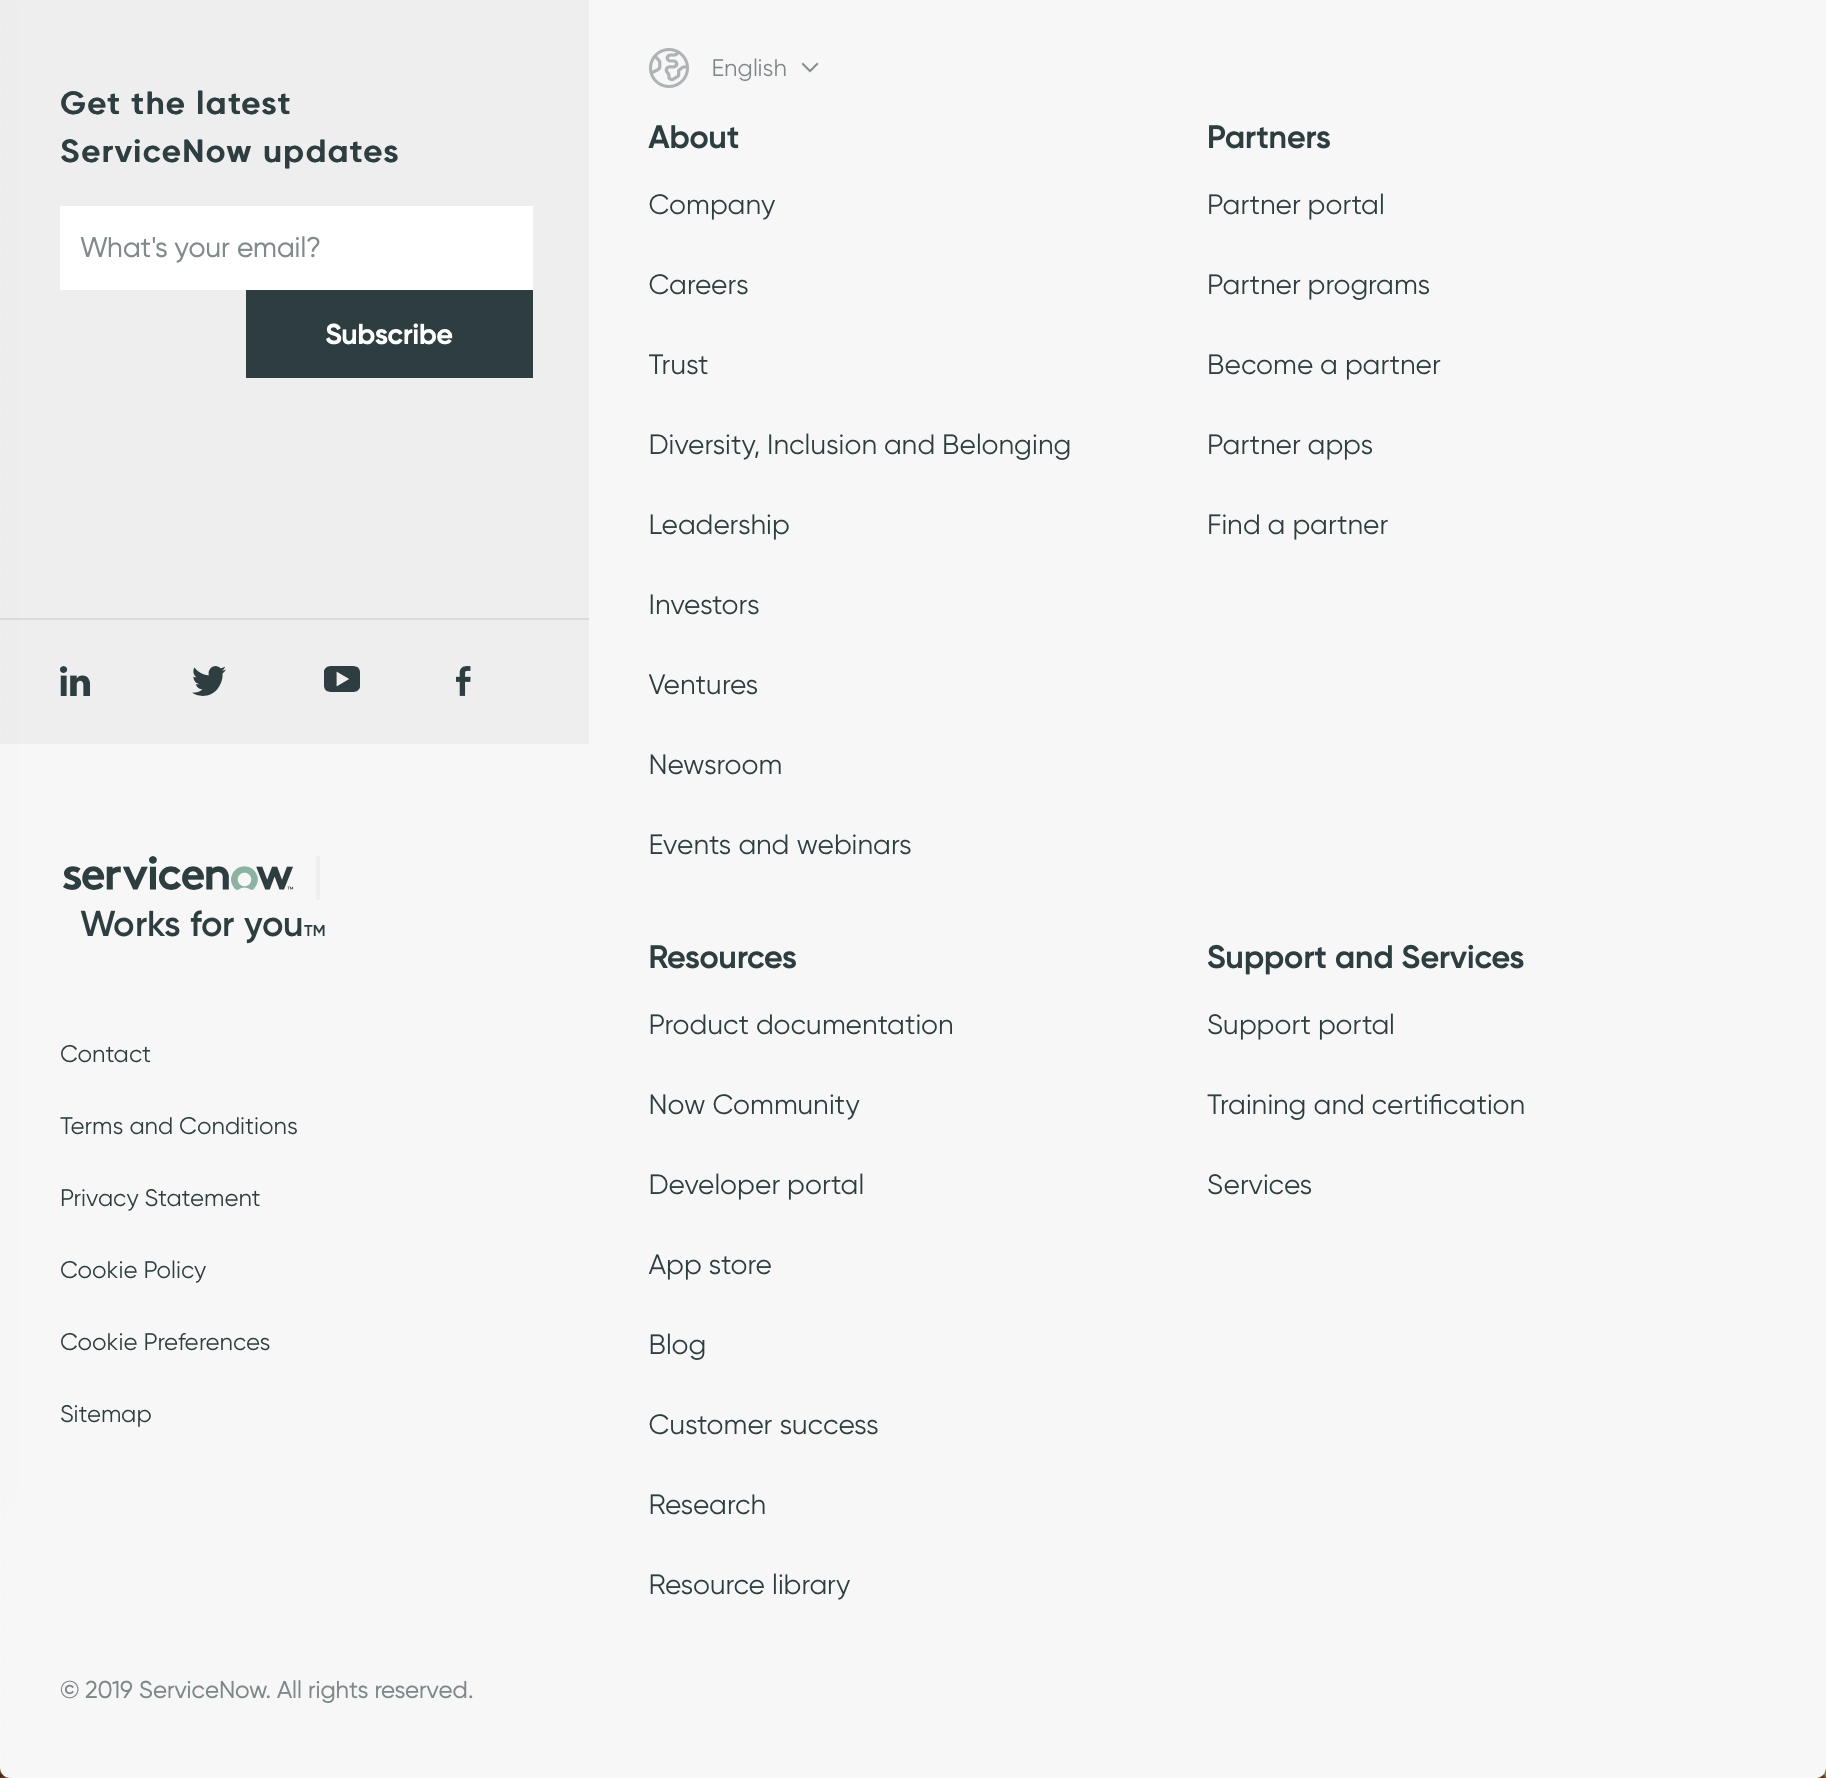 Get the latest
ServiceNow updates
What's your email?
Subscribe
servicenow™
Works for you™
Contact
Terms and Conditions
Privacy Statement
Cookie Policy
Cookie Preferences
Sitemap
© 2019 ServiceNow. All rights reserved.
English
About
Company
Careers
Trust
Diversity, Inclusion and Belonging
Leadership
Investors
Ventures
Newsroom
Events and webinars
Partners
Partner portal
Partner programs
Become a partner
Partner apps
Find a partner
Resources
Product documentation
Now Community
Developer portal
App store
Blog
Customer success
Research
Resource library
Support and Services
Support portal
Training and certification
Services